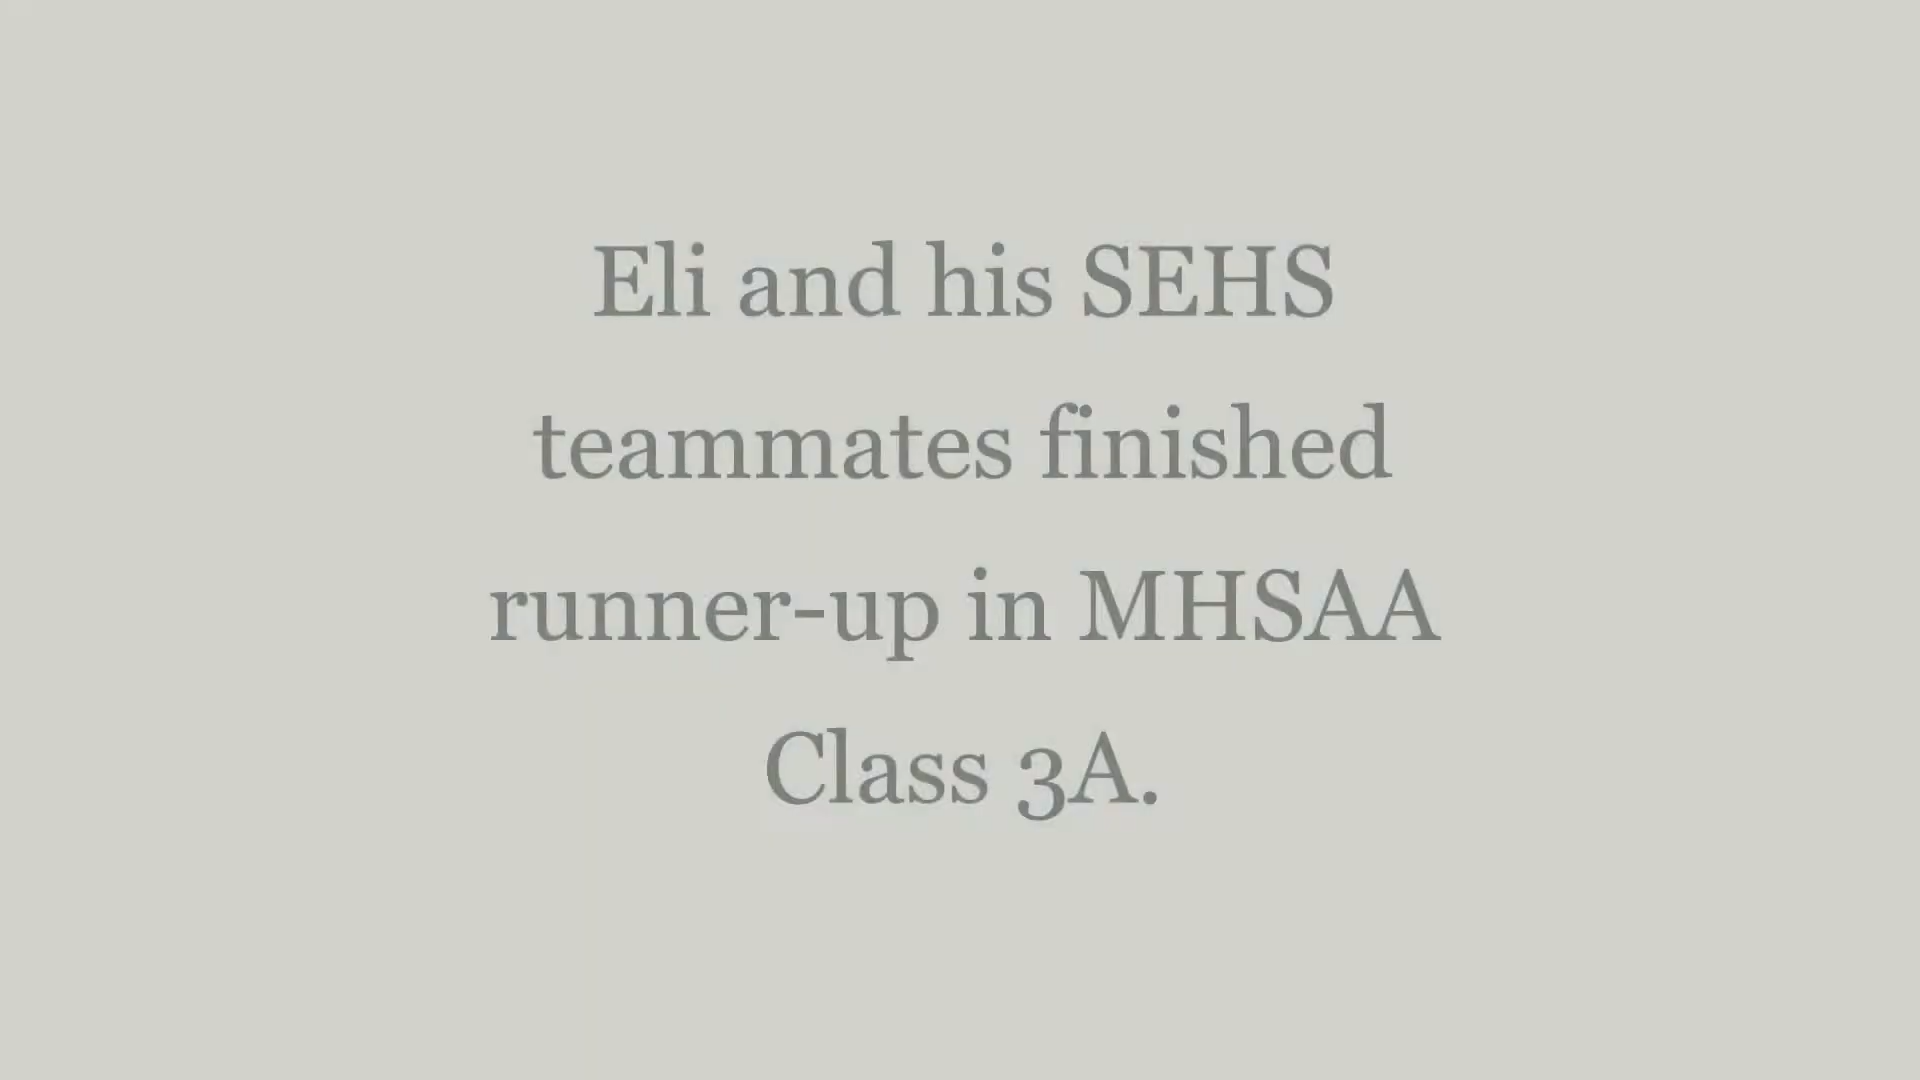 Eli and his SEHS
teammates finished
runner-up in MHSAA
Class 3A.